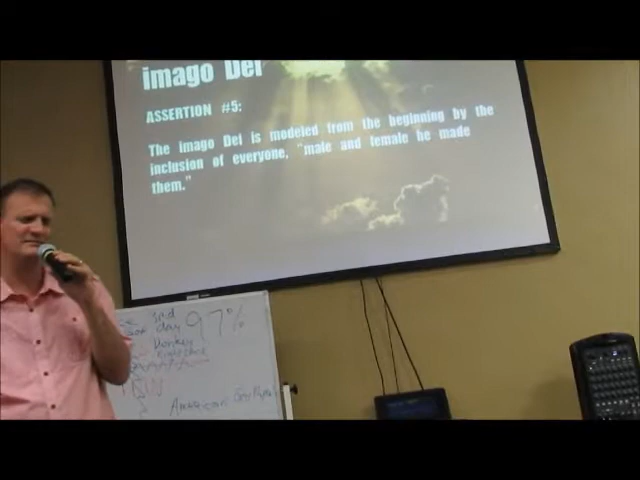 imago Dei
ASSERTION #5:
The imago Dei is modeled from the beginning by the
inclusion of everyone, "male and female he made
them."
2nd
day
97%
Monkey
American